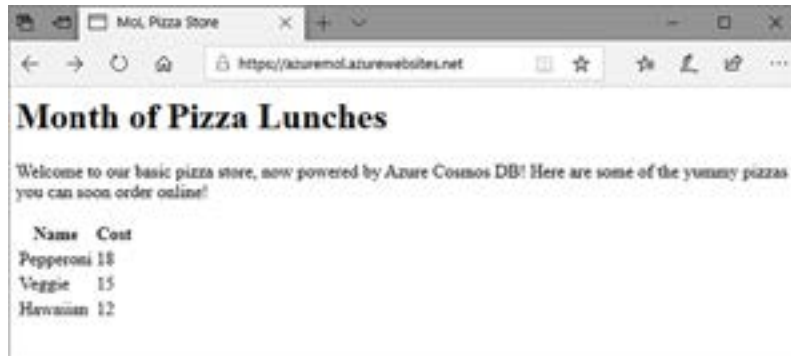 MoL Pizza Store
https://azuremol.azurewebsites.net
Month of Pizza Lunches
Welcome to our basic pizza store, now powered by Azure Cosmos DB! Here are some of the yummy pizzas
you can soon order online!
Name Cost
Pepperoni 18
Veggie 15
Hawaiian 12